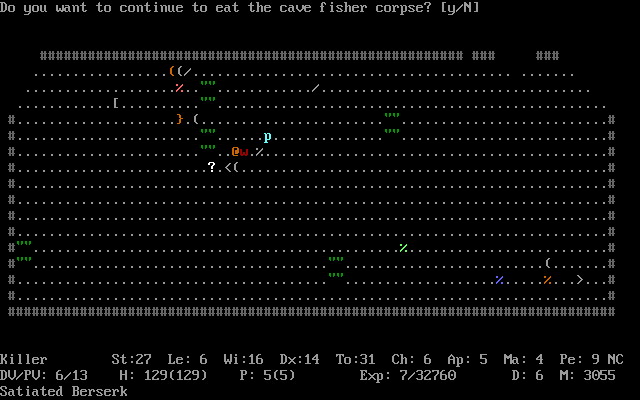 Do you want to continue to eat the cave fisher corpse? [y/N]
Killer St:27 Le: 6 Wi:16 Dx:14 To:31 Ch: 6 Ap: 5 Ma: 4 Pe: 9 NC
DV/PV: 6/13 H: 129(129) P: 5(5) Exp: 7/32760 D: 6 M: 3055
Satiated Berserk